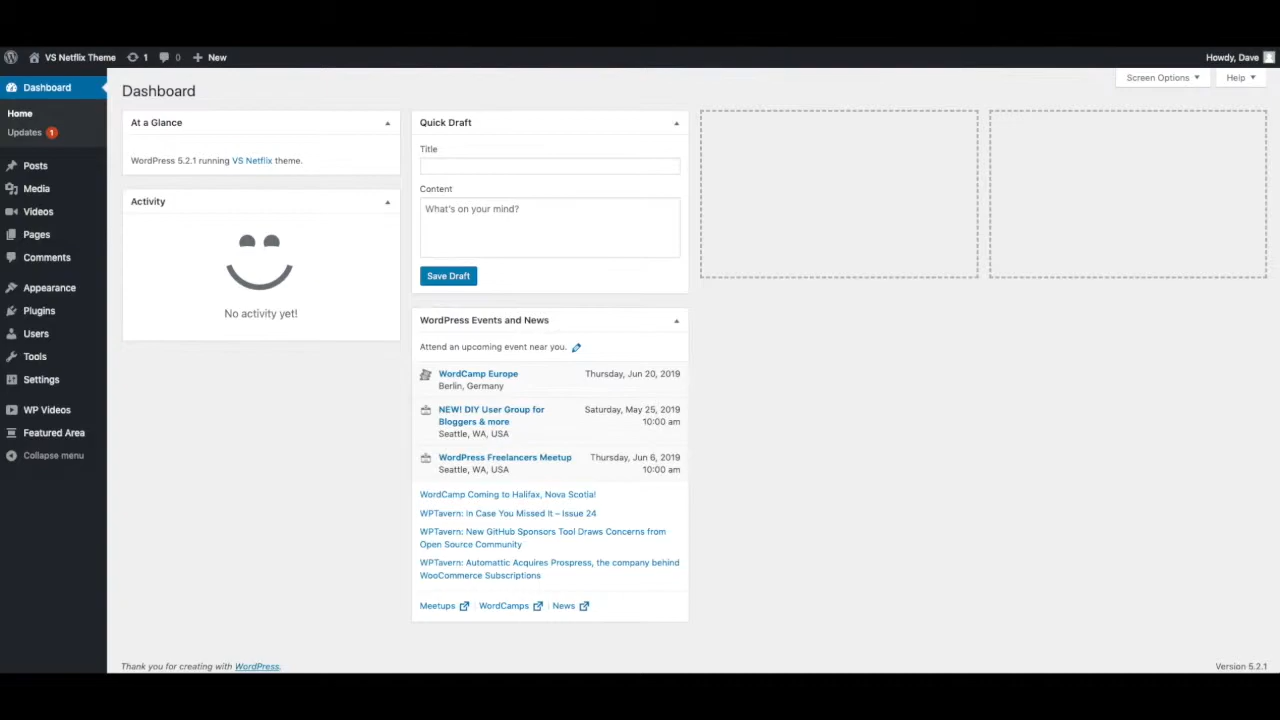 VS Netflix Theme 1 0 New Howdy, Dave
Dashboard
Home
Updates 1
Posts
Media
Videos
Pages
Comments
Appearance
Plugins
Users
Tools
Settings
WP Videos
Featured Area
Collapse menu
Screen Options Help
Dashboard
At a Glance
WordPress 5.2.1 running VS Netflix theme.
Activity
No activity yet!
Quick Draft
Title
Content
What's on your mind?
Save Draft
WordPress Events and News
Attend an upcoming event near you.
WordCamp Europe Thursday, Jun 20, 2019
Berlin, Germany
NEW! DIY User Group for Saturday, May 25, 2019
Bloggers & more 10:00 am
Seattle, WA, USA
WordPress Freelancers Meetup Thursday, Jun 6, 2019
Seattle, WA, USA 10:00 am
WordCamp Coming to Halifax, Nova Scotia!
WPTavern: In Case You Missed It – Issue 24
WPTavern: New GitHub Sponsors Tool Draws Concerns from
Open Source Community
WPTavern: Automattic Acquires Prospress, the company behind
WooCommerce Subscriptions
Meetups WordCamps | News
Thank you for creating with WordPress. Version 5.2.1